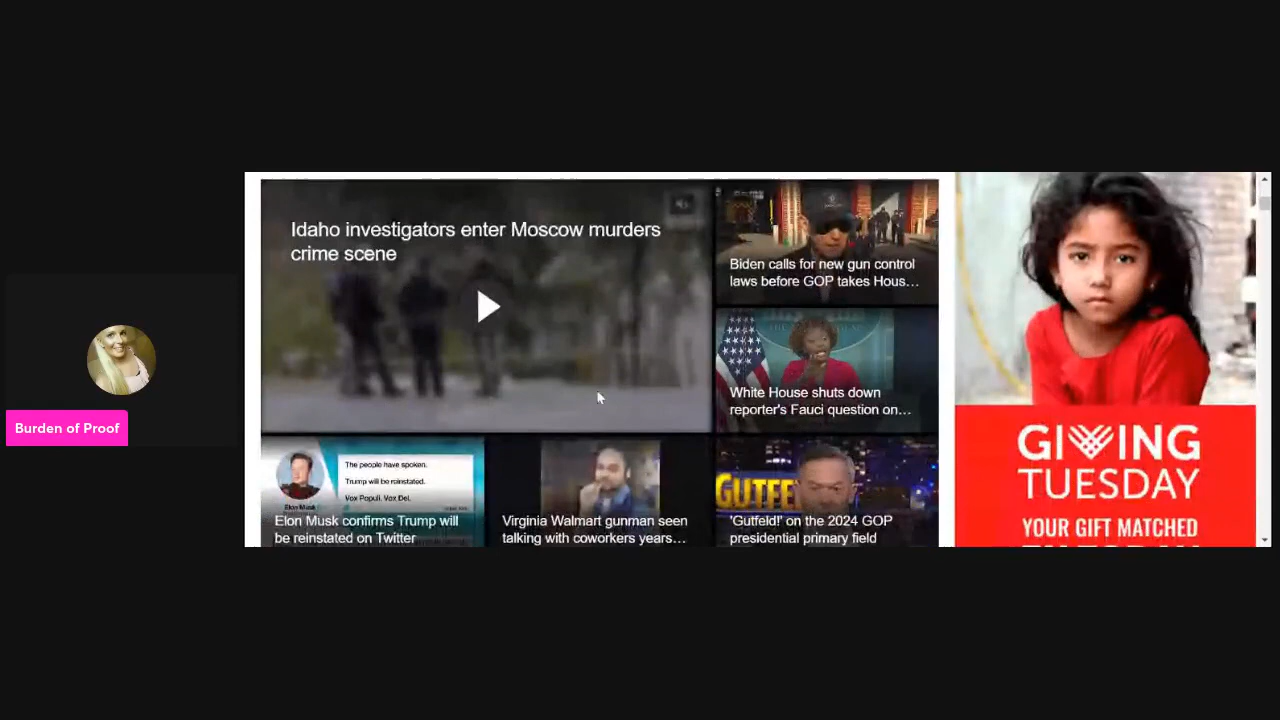 Burden of Proof
Idaho investigators enter Moscow murders
crime scene
Biden calls for new gun control
laws before GOP takes Hous…
White House shuts down
reporter's Fauci question on…
The people have spoken.
Trump will be reinstated.
Vox Populi, Vox Dei.
Elon Musk
Elon Musk confirms Trump will
be reinstated on Twitter
Virginia Walmart gunman seen
talking with coworkers years…
'Gutfeld!' on the 2024 GOP
presidential primary field
GIVING
TUESDAY
YOUR GIFT MATCHED